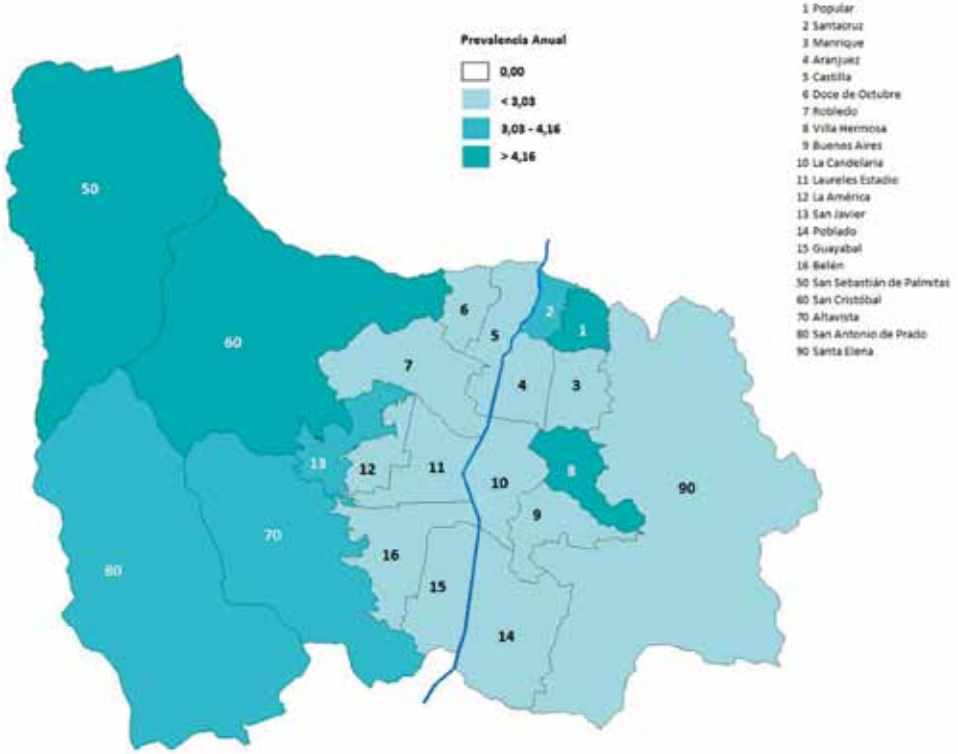 Prevalencia Anual
0,00
< 3,03
3,03 - 4,16
> 4,16
1 Popular
2 Santacruz
3 Manrique
4 Aranjuez
5 Castilla
6 Doce de Octubre
7 Robledo
8 Villa Hermosa
9 Buenos Aires
10 La Candelaria
11 Laureles Estadio
12 La América
13 San Javier
14 Poblado
15 Guayabal
16 Belén
50 San Sebastián de Palmitas
60 San Cristóbal
70 Altavista
80 San Antonio de Prado
90 Santa Elena
50
60
6
5
2
1
7
4
3
13
12
11
10
8
90
9
70
16
80
15
14